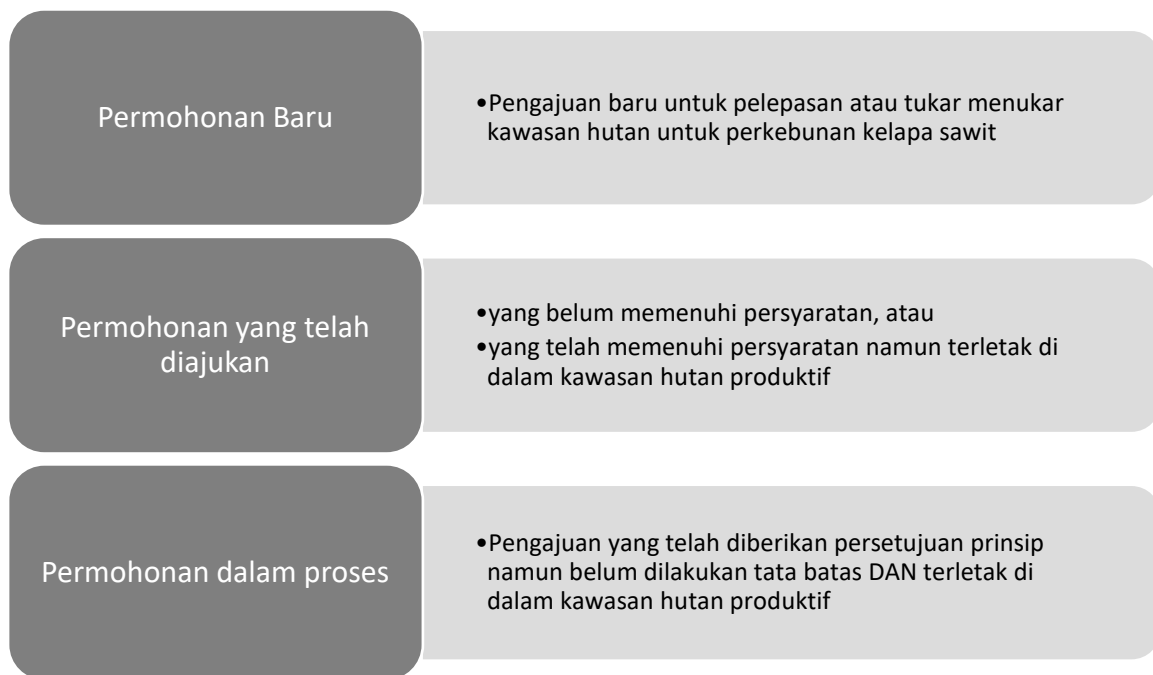 Permohonan Baru
•Pengajuan baru untuk pelepasan atau tukar menukar
kawasan hutan untuk perkebunan kelapa sawit
Permohonan yang telah
diajukan
•yang belum memenuhi persyaratan, atau
•yang telah memenuhi persyaratan namun terletak di
dalam kawasan hutan produktif
Permohonan dalam proses
•Pengajuan yang telah diberikan persetujuan prinsip
namun belum dilakukan tata batas DAN terletak di
dalam kawasan hutan produktif